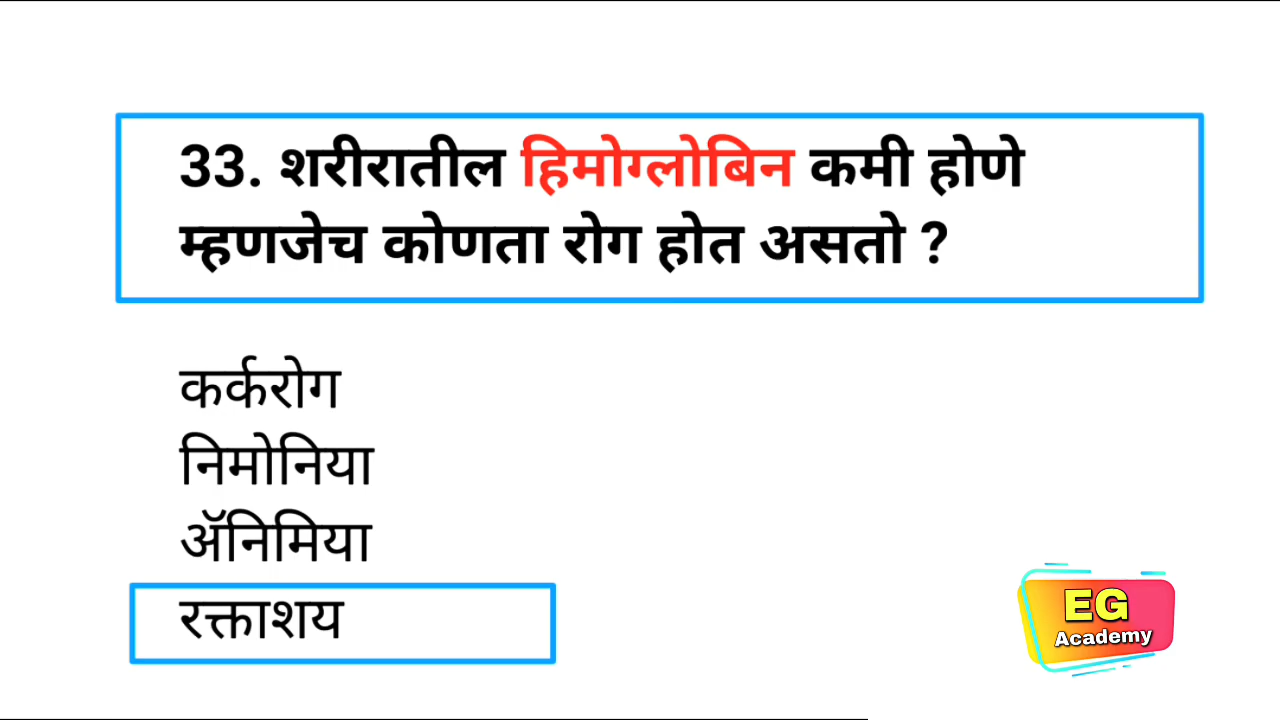 33. शरीरातील हिमोग्लोबिन कमी होणे
म्हणजेच कोणता रोग होत असतो ?
कर्करोग
निमोनिया
ॲनिमिया
रक्ताशय
EG
Academy